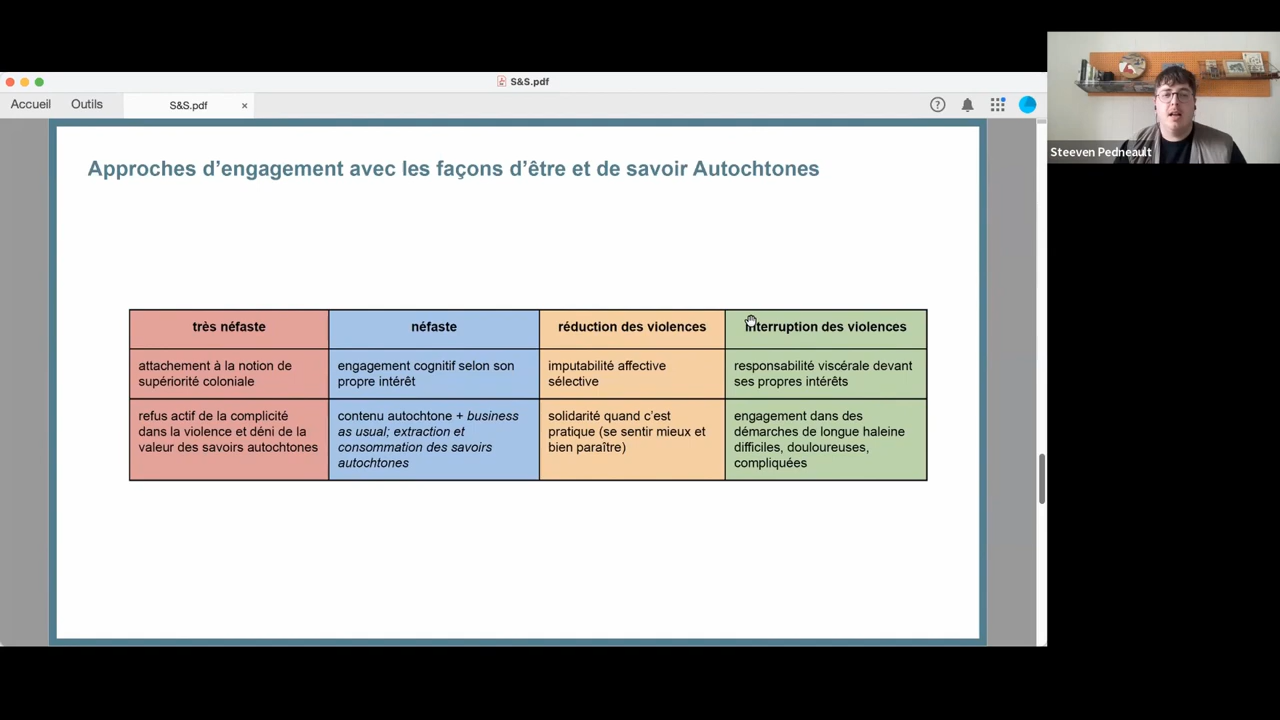 S&S.pdf
Accueil
Outils
S&S.pdf
×
?
Steeven Pedneault
Approches d’engagement avec les façons d’être et de savoir Autochtones
très néfaste
néfaste
réduction des violences
interruption des violences
attachement à la notion de
supériorité coloniale
engagement cognitif selon son
propre intérêt
imputabilité affective
sélective
responsabilité viscérale devant
ses propres intérêts
refus actif de la complicité
dans la violence et déni de la
valeur des savoirs autochtones
contenu autochtone + business
as usual; extraction et
consommation des savoirs
autochtones
solidarité quand c’est
pratique (se sentir mieux et
bien paraître)
engagement dans des
démarches de longue haleine
difficiles, douloureuses,
compliquées